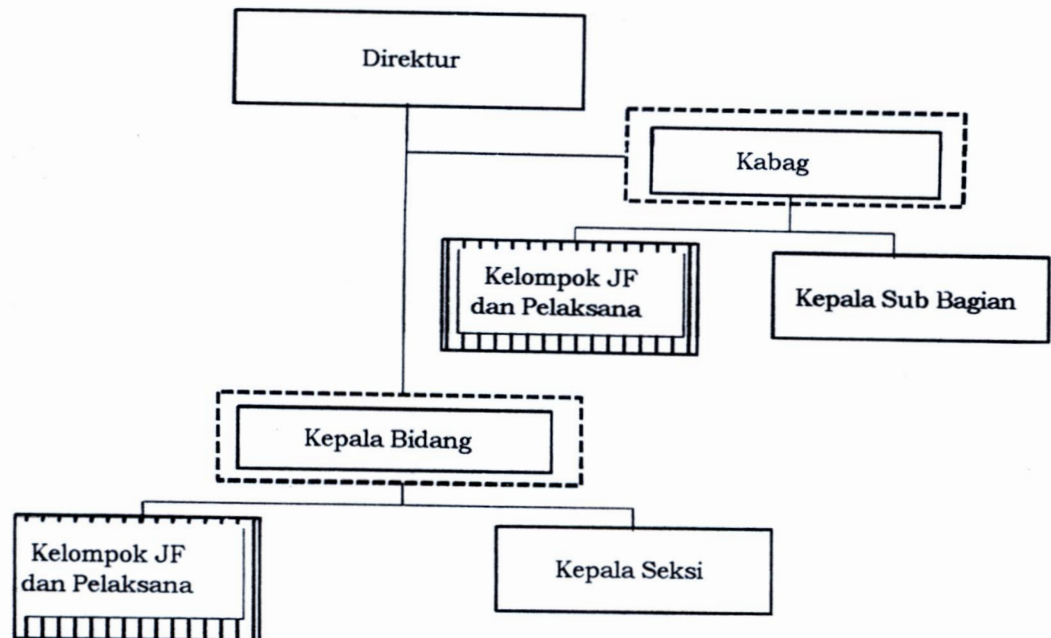 Direktur
Kabag
Kelompok JF
dan Pelaksana
Kepala Sub Bagian
Kepala Bidang
Kelompok JF
dan Pelaksana
Kepala Seksi